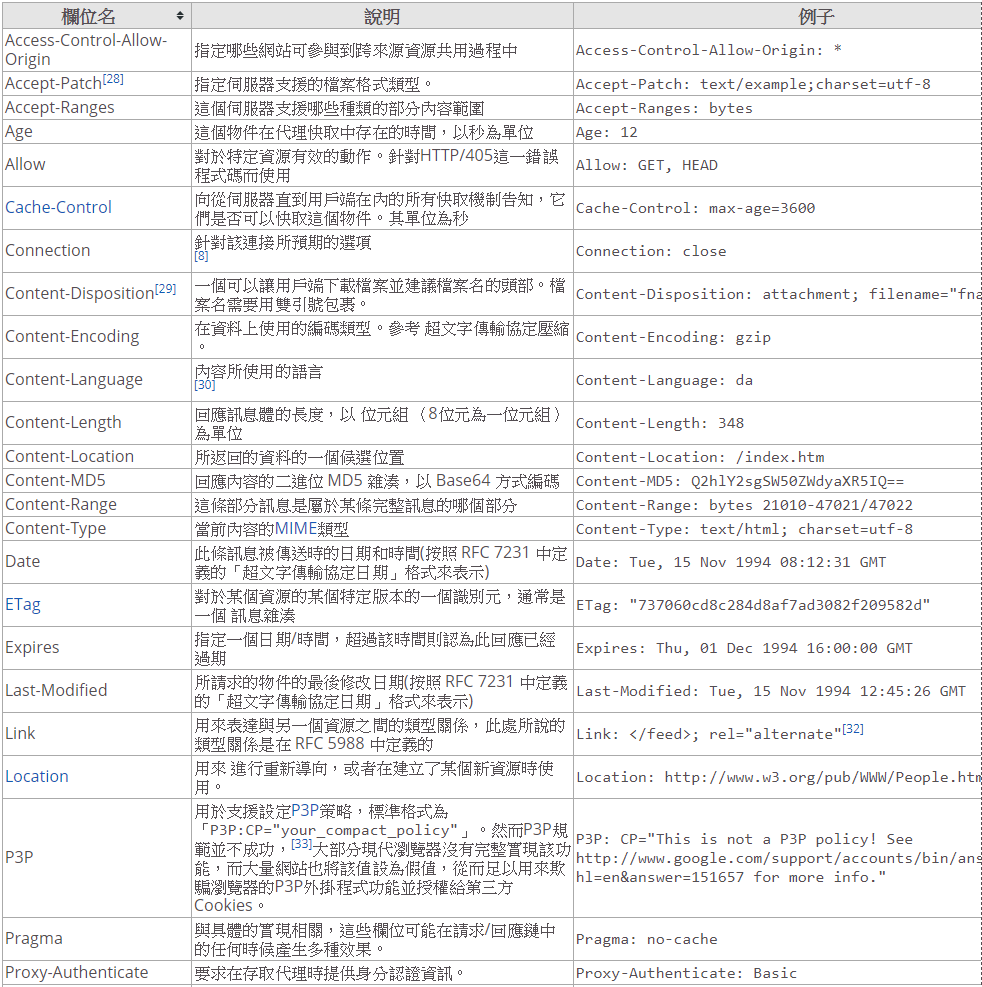 欄位名 說明 例子
Access-Control-Allow-
Origin
指定哪些網站可參與到跨來源資源共用過程中
Access-Control-Allow-Origin: *
Accept-Patch[28]
指定伺服器支援的檔案格式類型。
Accept-Patch: text/example;charset=utf-8
Accept-Ranges
這個伺服器支援哪些種類的部分內容範圍
Accept-Ranges: bytes
Age
這個物件在代理快取中存在的時間，以秒為單位
Age: 12
Allow
對於特定資源有效的動作。針對HTTP/405這一錯誤
程式碼而使用
Allow: GET, HEAD
Cache-Control
向從伺服器直到用戶端在內的所有快取機制告知，它
們是否可以快取這個物件。其單位為秒
Cache-Control: max-age=3600
Connection
針對該連接所預期的選項
[8]
Connection: close
Content-Disposition[29]
一個可以讓用戶端下載檔案並建議檔案名的頭部。檔
案名需要用雙引號包裹。
Content-Disposition: attachment; filename="fna
Content-Encoding
在資料上使用的編碼類型。參考 超文字傳輸協定壓縮
。
Content-Encoding: gzip
Content-Language
內容所使用的語言
[30]
Content-Language: da
Content-Length
回應訊息體的長度，以 位元組 （8位元為一位元組）
為單位
Content-Length: 348
Content-Location
所返回的資料的一個候選位置
Content-Location: /index.htm
Content-MD5
回應內容的二進位 MD5 雜湊，以 Base64 方式編碼
Content-MD5: Q2hlY2sgSW50ZWdyaXR5IQ==
Content-Range
這條部分訊息是屬於某條完整訊息的哪個部分
Content-Range: bytes 21010-47021/47022
Content-Type
當前內容的MIME類型
Content-Type: text/html; charset=utf-8
Date
此條訊息被傳送時的日期和時間(按照 RFC 7231 中定
義的「超文字傳輸協定日期」格式來表示)
Date: Tue, 15 Nov 1994 08:12:31 GMT
ETag
對於某個資源的某個特定版本的一個識別元，通常是
一個 訊息雜湊
ETag: "737060cd8c284d8af7ad3082f209582d"
Expires
指定一個日期/時間，超過該時間則認為此回應已經
過期
Expires: Thu, 01 Dec 1994 16:00:00 GMT
Last-Modified
所請求的物件的最後修改日期(按照 RFC 7231 中定義
的「超文字傳輸協定日期」格式來表示)
Last-Modified: Tue, 15 Nov 1994 12:45:26 GMT
Link
用來表達與另一個資源之間的類型關係，此處所說的
類型關係是在 RFC 5988 中定義的
Link: </feed>; rel="alternate"[32]
Location
用來 進行重新導向，或者在建立了某個新資源時使
用。
Location: http://www.w3.org/pub/WWW/People.htm
P3P
用於支援設定P3P策略，標準格式為
「P3P:CP="your_compact_policy"」。然而P3P規
範並不成功，[33]大部分現代瀏覽器沒有完整實現該功
能，而大量網站也將該值設為假值，從而足以用來欺
騙瀏覽器的P3P外掛程式功能並授權給第三方
Cookies。
P3P: CP="This is not a P3P policy! See
http://www.google.com/support/accounts/bin/ans
hl=en&answer=151657 for more info."
Pragma
與具體的實現相關，這些欄位可能在請求/回應鏈中
的任何時候產生多種效果。
Pragma: no-cache
Proxy-Authenticate
要求在存取代理時提供身分認證資訊。
Proxy-Authenticate: Basic